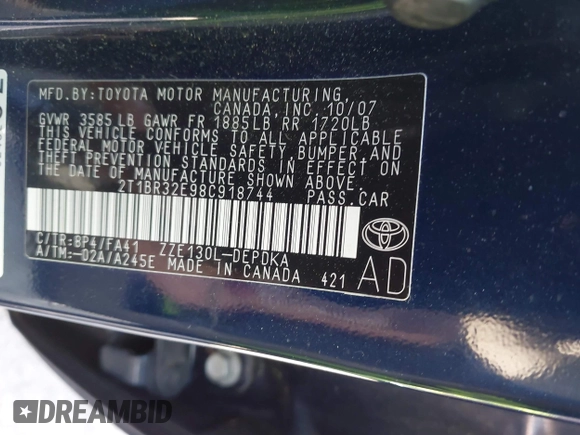 MFD.BY:TOYOTA MOTOR MANUFACTURING
CANADA, INC. 10/07
GVWR 3585 LB GAWR FR 1885LB RR 1720LB
THIS VEHICLE CONFORMS TO ALL APPLICABLE
FEDERAL MOTOR VEHICLE SAFETY, BUMPER, AND
THEFT PREVENTION STANDARDS IN EFFECT ON
THE DATE OF MANUFACTURE SHOWN ABOVE.
2T1BR32E98C918744 PASS.CAR
C/TR:8P4/FA41 ZZE130L-DEPDKA
A/TM:-02A/A245E MADE IN CANADA 421
AD
DREAMBID